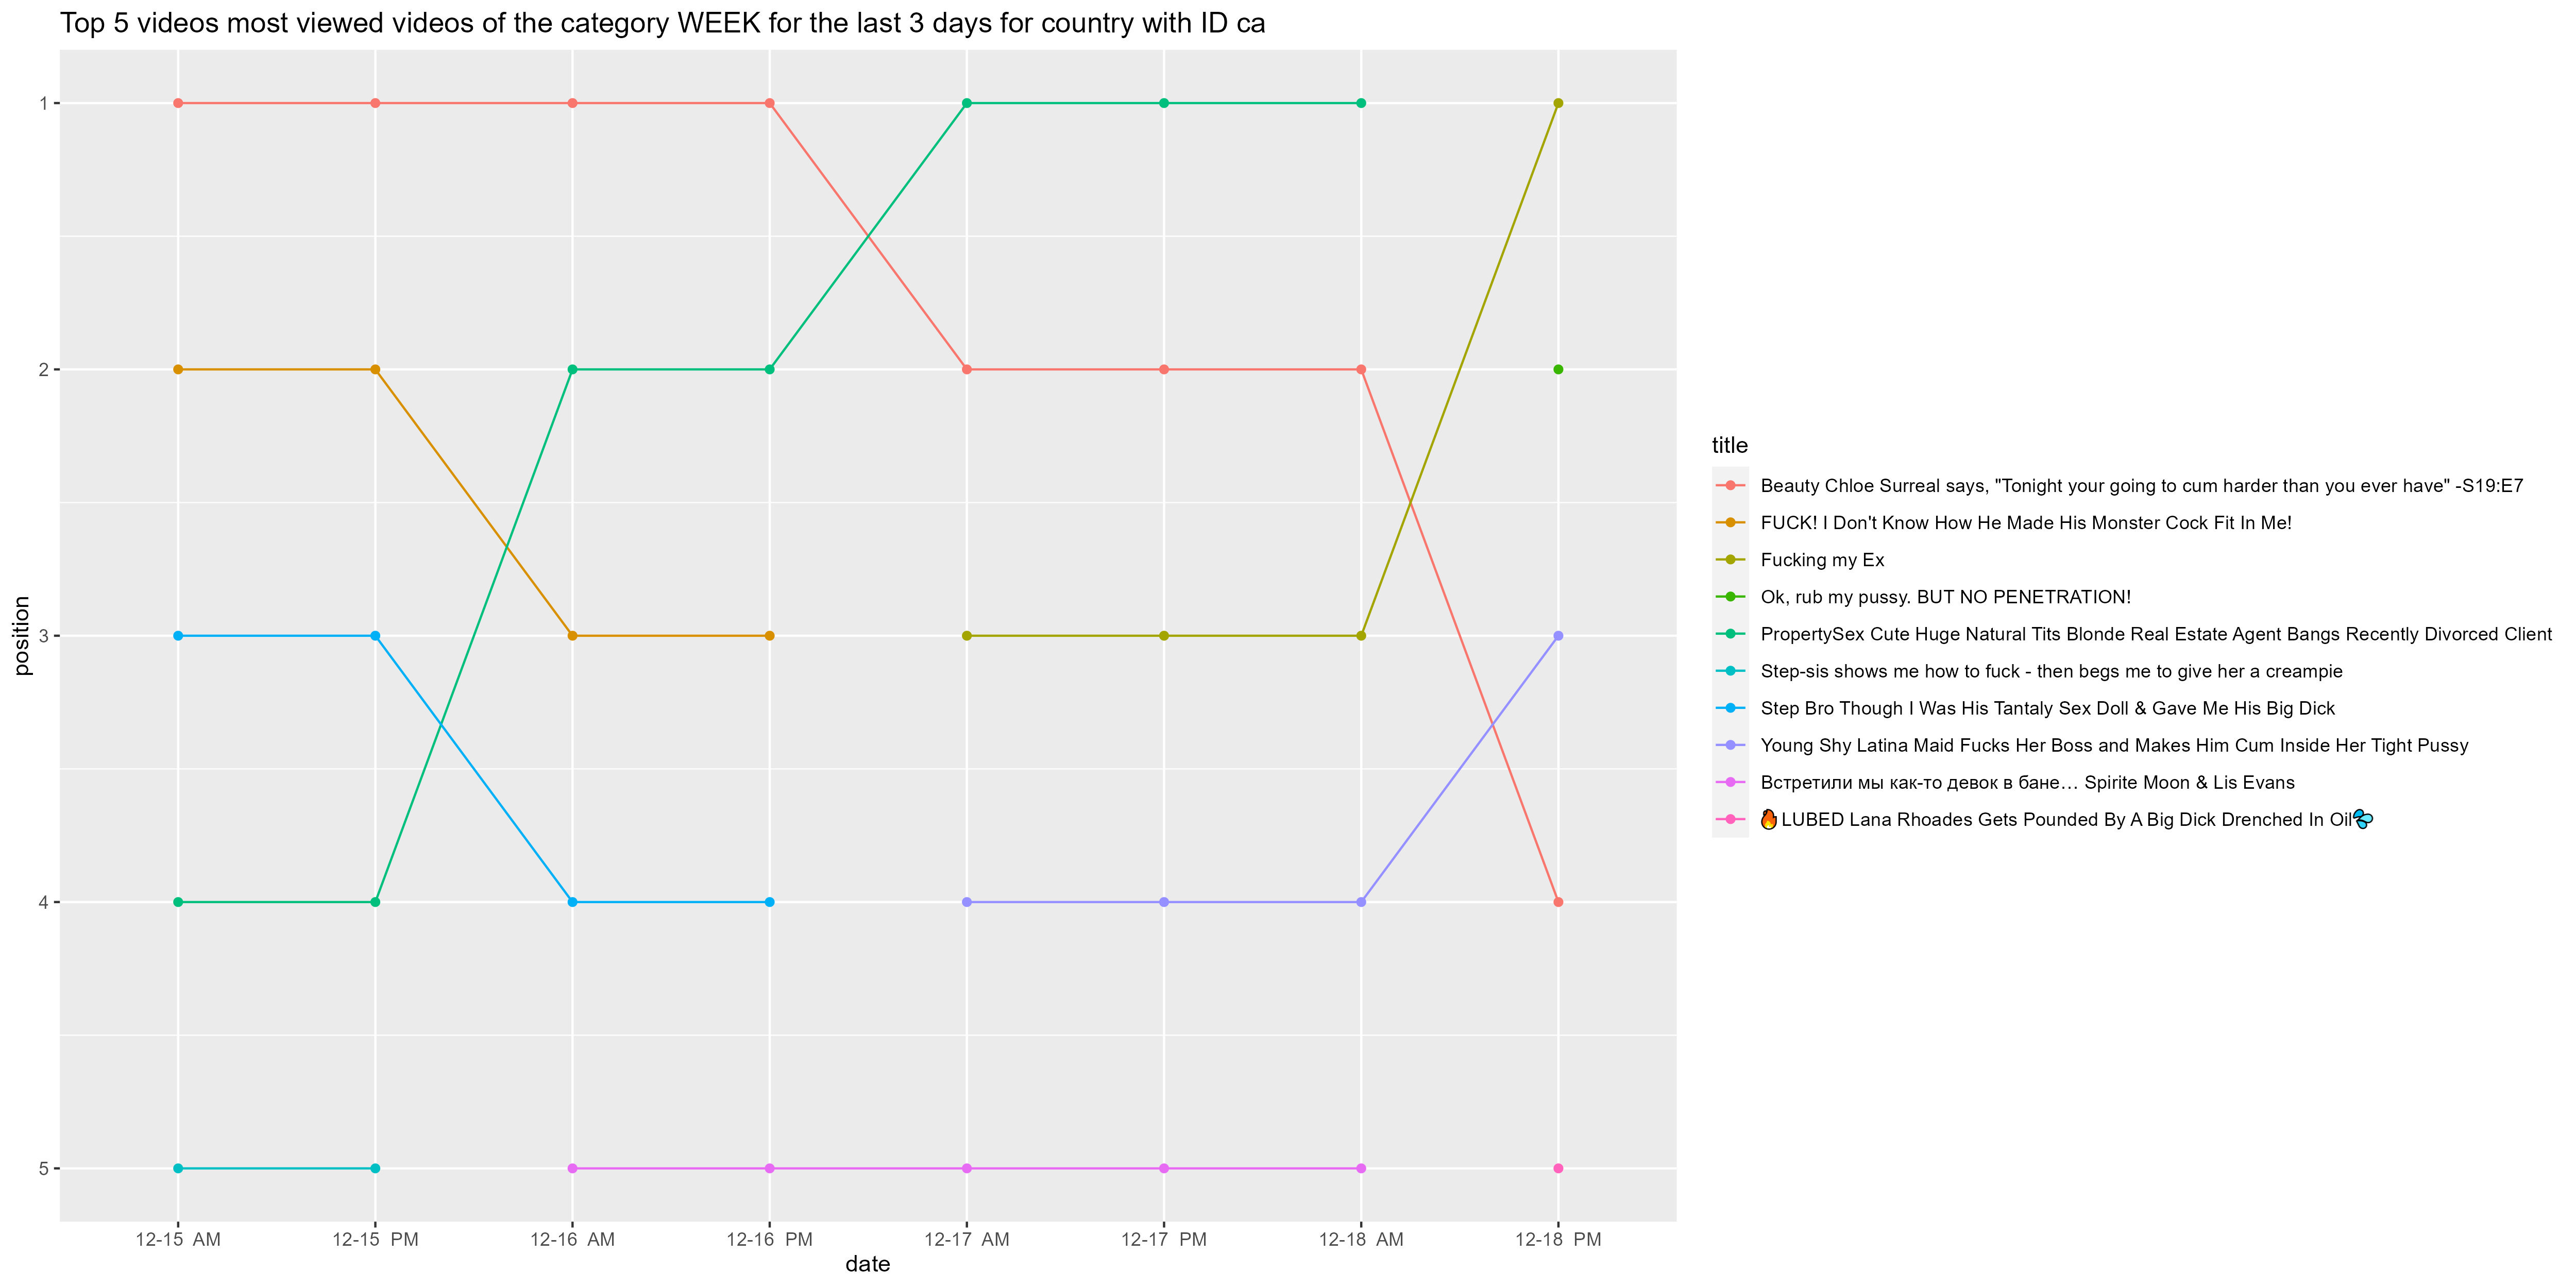 Top 5 videos most viewed videos of the category WEEK for the last 3 days for country with ID ca
position
1
2
3
4
5
12-15 AM
12-15 PM
12-16 AM
12-16 PM
12-17 AM
12-17 PM
12-18 AM
12-18 PM
date
title
Beauty Chloe Surreal says, "Tonight your going to cum harder than you ever have" -S19:E7
FUCK! I Don't Know How He Made His Monster Cock Fit In Me!
Fucking my Ex
Ok, rub my pussy. BUT NO PENETRATION!
PropertySex Cute Huge Natural Tits Blonde Real Estate Agent Bangs Recently Divorced Client
Step-sis shows me how to fuck - then begs me to give her a creampie
Step Bro Though I Was His Tantaly Sex Doll & Gave Me His Big Dick
Young Shy Latina Maid Fucks Her Boss and Makes Him Cum Inside Her Tight Pussy
Встретили мы как-то девок в бане… Spirite Moon & Lis Evans
🔥LUBED Lana Rhoades Gets Pounded By A Big Dick Drenched In Oil💦